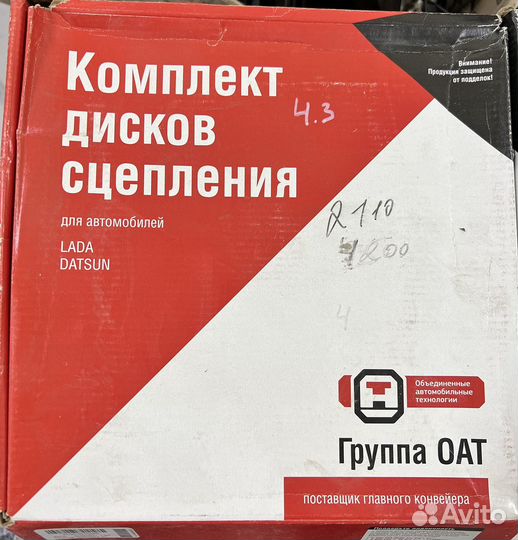 Внимание!
Продукция защищена
от подделок!
Комплект
дисков
сцепления
4.3
для автомобилей
LADA
DATSUN
2110
4200
4
Объединенные
автомобильные
технологии
Группа ОАТ
поставщик главного конвейера
Avito